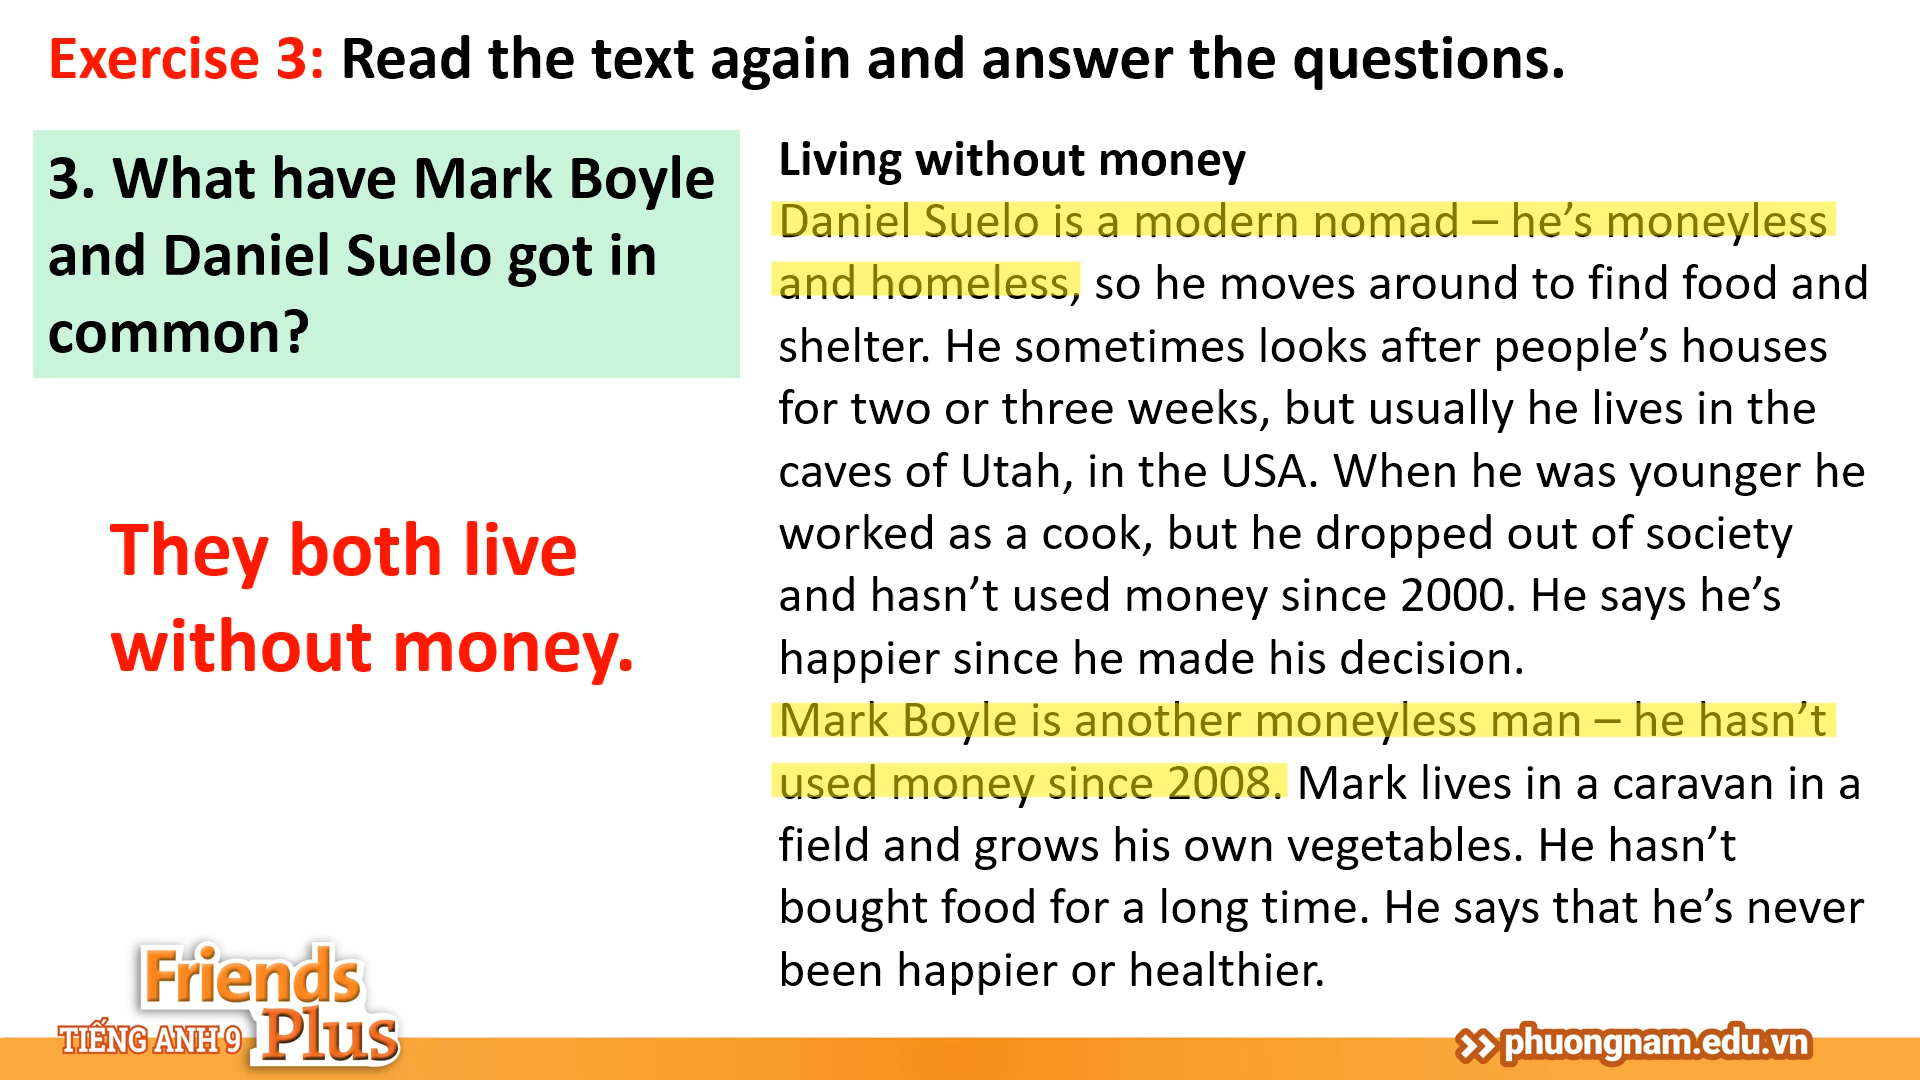 Exercise 3: Read the text again and answer the questions.
3. What have Mark Boyle
and Daniel Suelo got in
common?
They both live
without money.
Living without money
Daniel Suelo is a modern nomad – he’s moneyless
and homeless, so he moves around to find food and
shelter. He sometimes looks after people’s houses
for two or three weeks, but usually he lives in the
caves of Utah, in the USA. When he was younger he
worked as a cook, but he dropped out of society
and hasn’t used money since 2000. He says he’s
happier since he made his decision.
Mark Boyle is another moneyless man – he hasn’t
used money since 2008. Mark lives in a caravan in a
field and grows his own vegetables. He hasn’t
bought food for a long time. He says that he’s never
been happier or healthier.
Friends
Plus
TIẾNG ANH 9
phuongnam.edu.vn